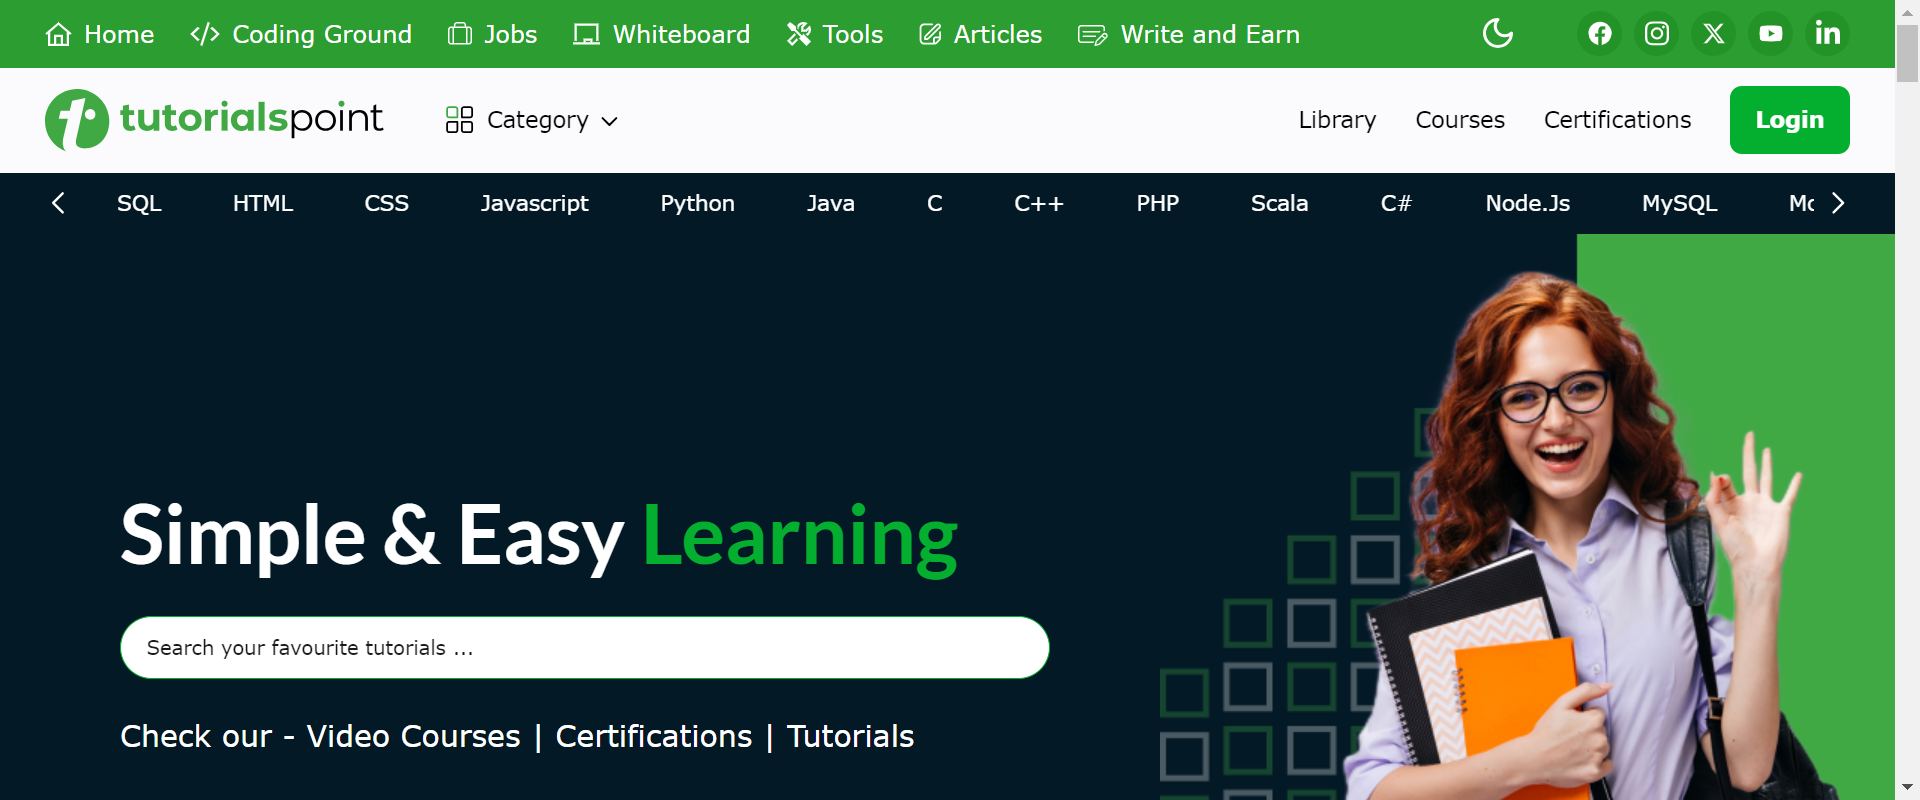 Home Coding Ground Jobs Whiteboard Tools Articles Write and Earn
tutorialspoint Category Library Courses Certifications Login
SQL HTML CSS Javascript Python Java C C++ PHP Scala C# Node.Js MySQL
Simple & Easy Learning
Search your favourite tutorials ...
Check our - Video Courses | Certifications | Tutorials